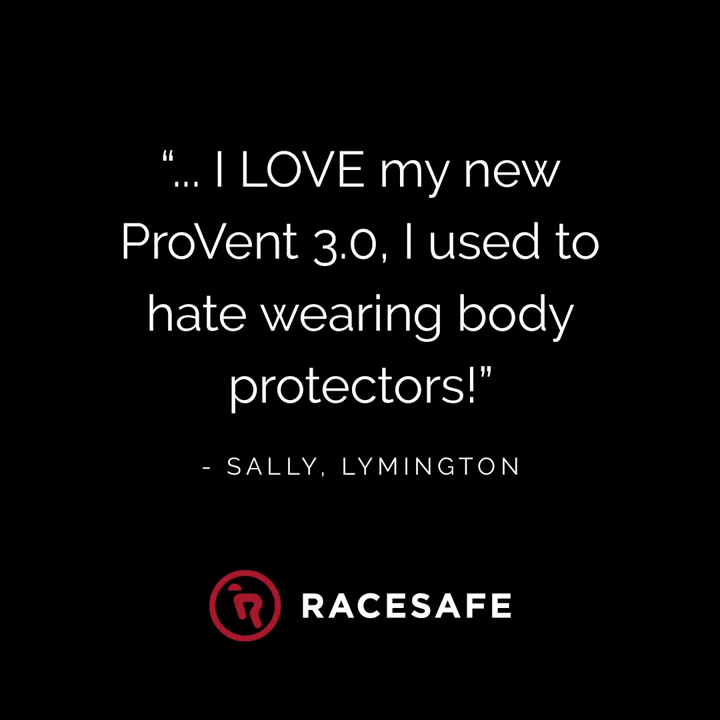 “... I LOVE my new
ProVent 3.0, I used to
hate wearing body
protectors!”
- SALLY, LYMINGTON
RACESAFE